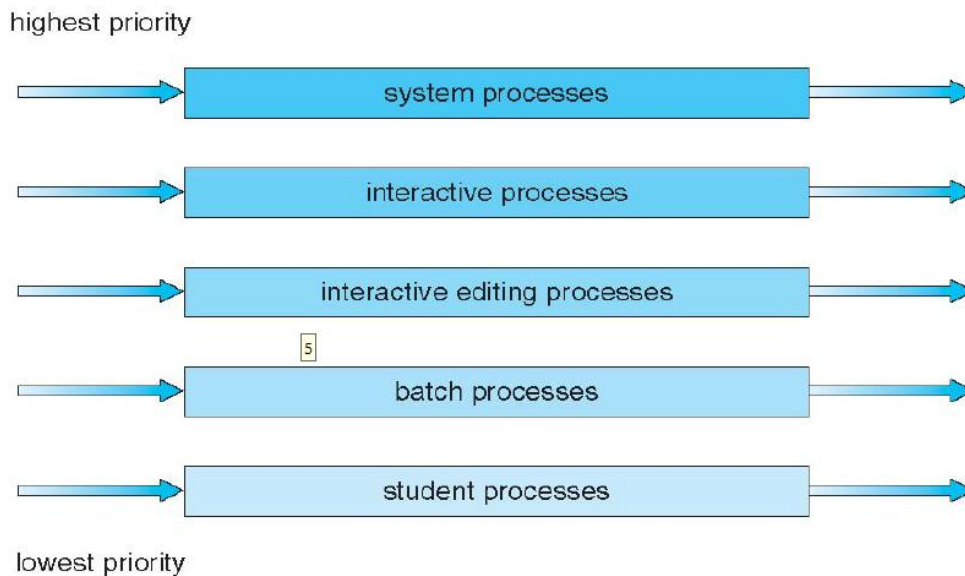 highest priority
system processes
interactive processes
interactive editing processes
5
batch processes
student processes
lowest priority